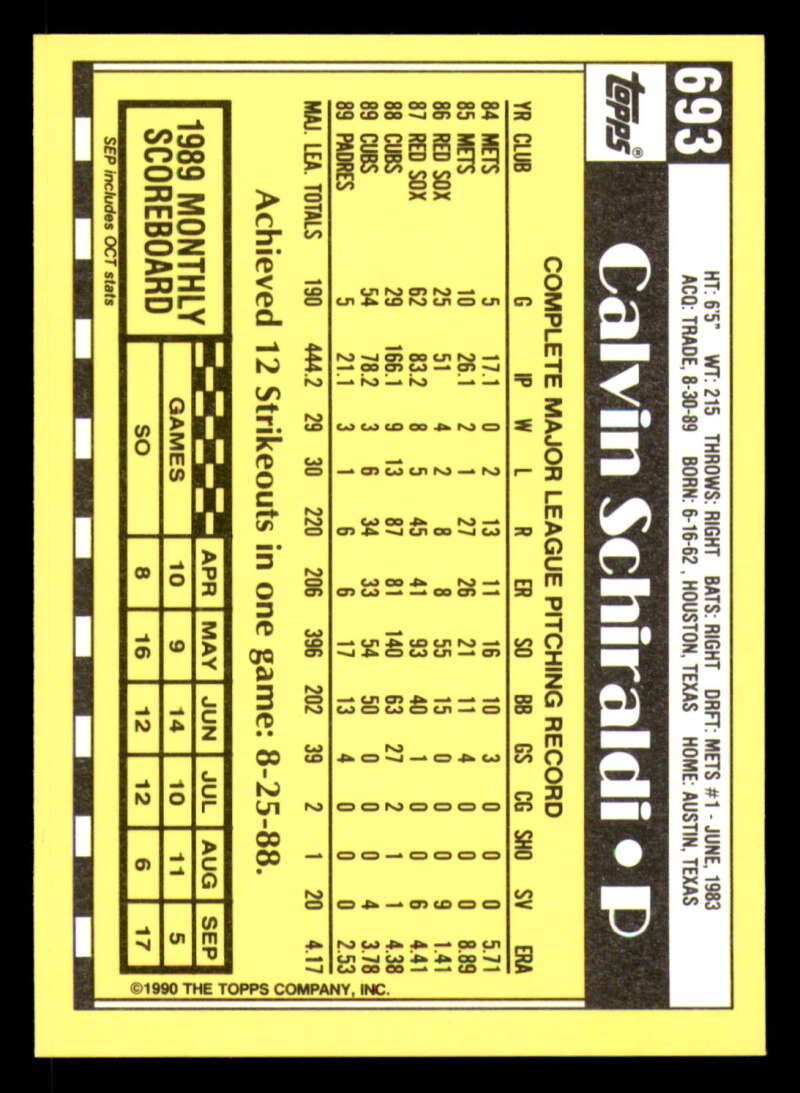 693
topps®
HT: 6'5" WT: 215 THROWS: RIGHT BATS: RIGHT DRFT: METS #1 - JUNE, 1983
ACQ: TRADE, 8-30-89 BORN: 6-16-62, HOUSTON, TEXAS HOME: AUSTIN, TEXAS
Calvin Schiraldi • P
COMPLETE MAJOR LEAGUE PITCHING RECORD
YR CLUB G IP W L R ER SO BB GS CG SHO SV ERA
84 METS 5 17.1 0 2 13 11 16 10 3 0 0 0 5.71
85 METS 10 26.1 2 1 27 26 21 11 4 0 0 0 8.89
86 RED SOX 25 51 4 2 8 8 55 15 0 0 0 9 1.41
87 RED SOX 62 83.2 8 5 45 41 93 40 1 0 0 6 4.41
88 CUBS 29 166.1 9 13 87 81 140 63 27 2 1 1 4.38
89 CUBS 54 78.2 3 6 34 33 54 50 0 0 0 4 3.78
89 PADRES 5 21.1 3 1 6 6 17 13 4 0 0 0 2.53
MAJ. LEA. TOTALS 190 444.2 29 30 220 206 396 202 39 2 1 20 4.17
Achieved 12 Strikeouts in one game: 8-25-88.
1989 MONTHLY
SCOREBOARD
APR MAY JUN JUL AUG SEP
GAMES 10 9 14 10 11 5
SO 8 16 12 12 6 17
SEP includes OCT stats
©1990 THE TOPPS COMPANY, INC.